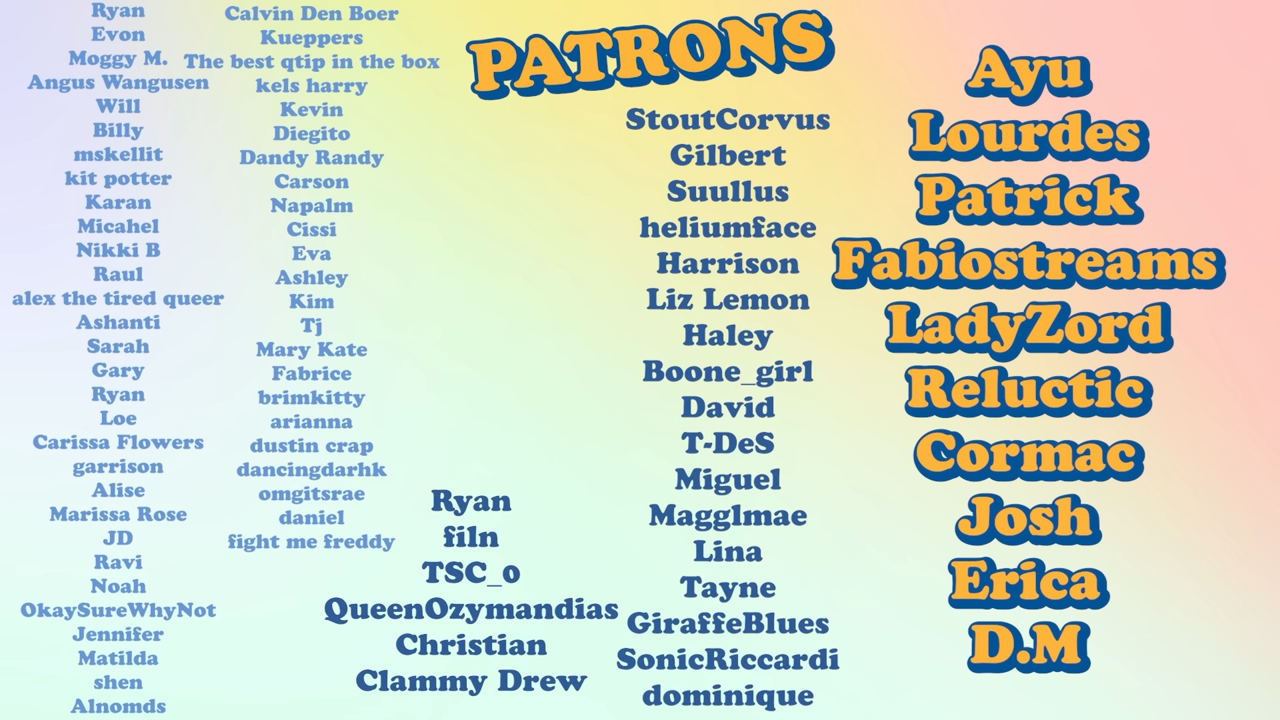 PATRONS
Ryan
Evon
Moggy M.
Angus Wangusen
Will
Billy
mskellit
kit potter
Karan
Micahel
Nikki B
Raul
alex the tired queer
Ashanti
Sarah
Gary
Ryan
Loe
Carissa Flowers
garrison
Alise
Marissa Rose
JD
Ravi
Noah
OkaySureWhyNot
Jennifer
Matilda
shen
Alnomds
Calvin Den Boer
Kueppers
The best qtip in the box
kels harry
Kevin
Diegito
Dandy Randy
Carson
Napalm
Cissi
Eva
Ashley
Kim
Tj
Mary Kate
Fabrice
brimkitty
arianna
dustin crap
dancingdarhk
omgitsrae
daniel
fight me freddy
Ryan
filn
TSC_0
QueenOzymandias
Christian
Clammy Drew
StoutCorvus
Gilbert
Suullus
heliumface
Harrison
Liz Lemon
Haley
Boone_girl
David
T-DeS
Miguel
Magglmae
Lina
Tayne
GiraffeBlues
SonicRiccardi
dominique
Ayu
Lourdes
Patrick
Fabiostreams
LadyZord
Reluctic
Cormac
Josh
Erica
D.M